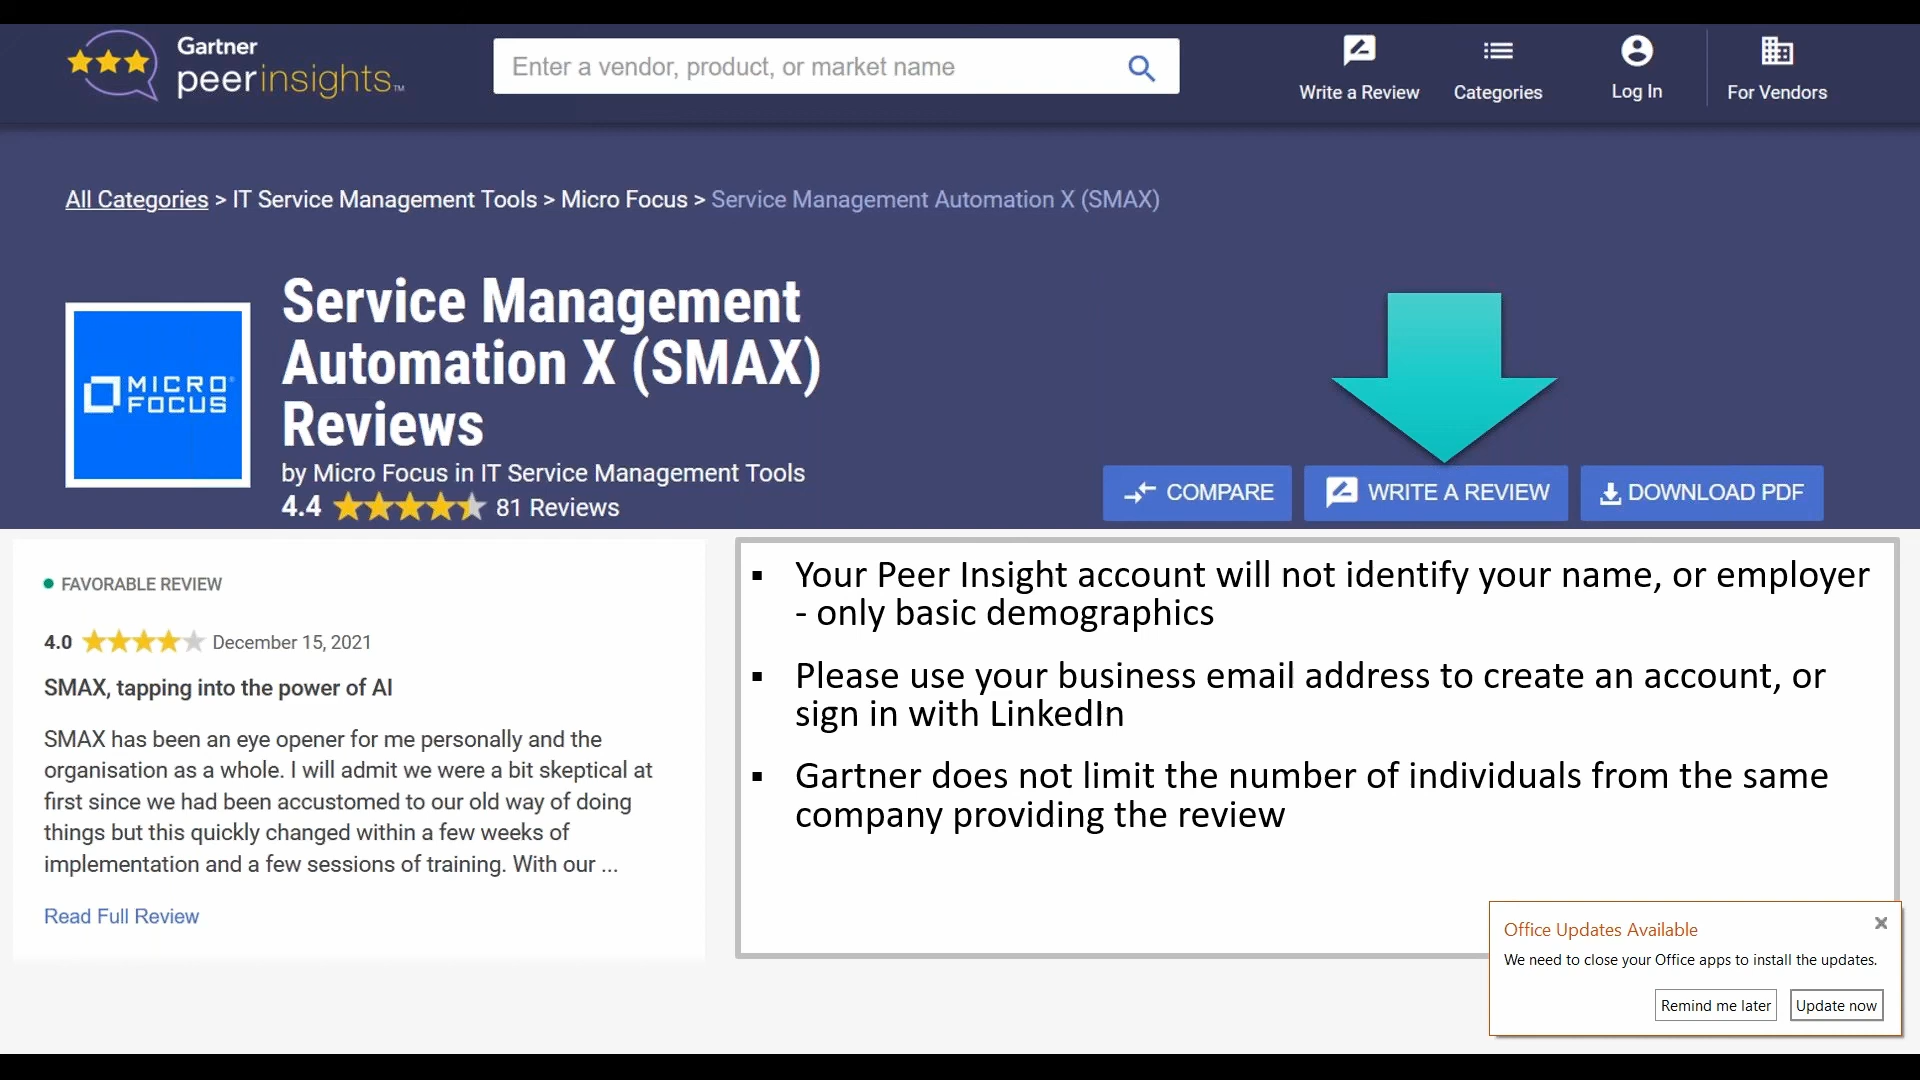 Gartner
peerinsights™
Enter a vendor, product, or market name
Write a Review
Categories
Log In
For Vendors
All Categories > IT Service Management Tools > Micro Focus > Service Management Automation X (SMAX)
MICRO
FOCUS
Service Management
Automation X (SMAX)
Reviews
by Micro Focus in IT Service Management Tools
4.4 81 Reviews
COMPARE
WRITE A REVIEW
DOWNLOAD PDF
FAVORABLE REVIEW
4.0 December 15, 2021
SMAX, tapping into the power of AI
SMAX has been an eye opener for me personally and the
organisation as a whole. I will admit we were a bit skeptical at
first since we had been accustomed to our old way of doing
things but this quickly changed within a few weeks of
implementation and a few sessions of training. With our ...
Read Full Review
▪ Your Peer Insight account will not identify your name, or employer
- only basic demographics
▪ Please use your business email address to create an account, or
sign in with LinkedIn
▪ Gartner does not limit the number of individuals from the same
company providing the review
Office Updates Available
We need to close your Office apps to install the updates.
Remind me later
Update now